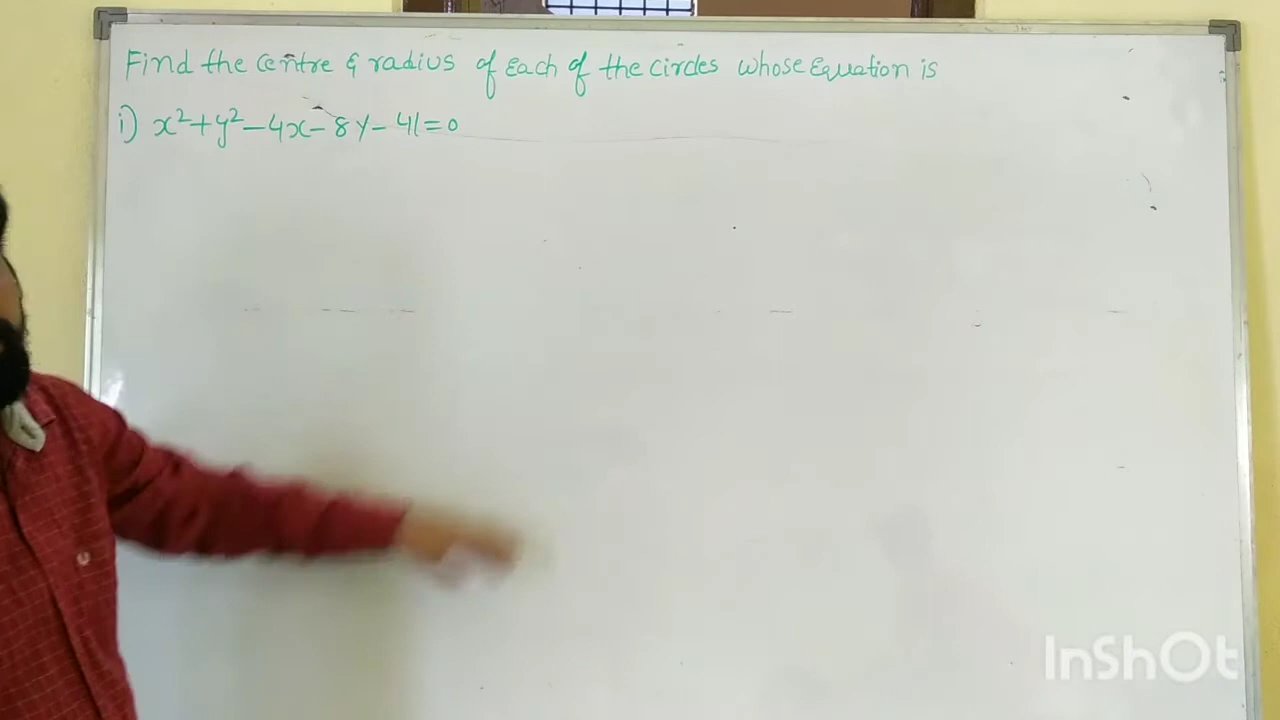 Find the centre & radius of each of the circles whose Equation is
i) x²+y²-4x-8y-41=0
InShOt